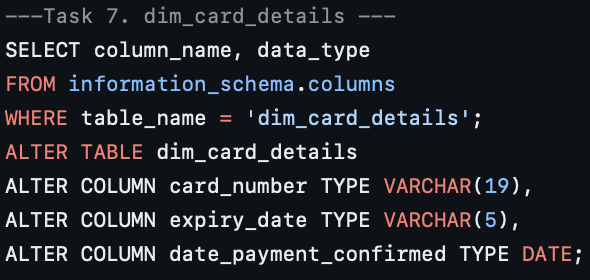 ---Task 7. dim_card_details ---
SELECT column_name, data_type
FROM information_schema.columns
WHERE table_name = 'dim_card_details';
ALTER TABLE dim_card_details
ALTER COLUMN card_number TYPE VARCHAR(19),
ALTER COLUMN expiry_date TYPE VARCHAR(5),
ALTER COLUMN date_payment_confirmed TYPE DATE;